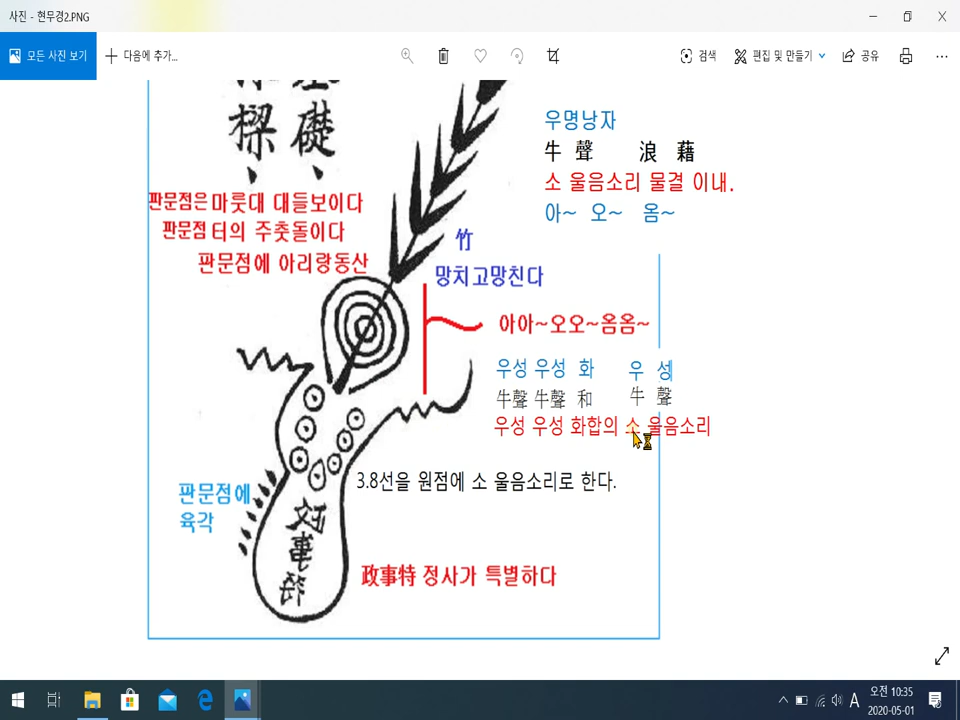 사진 - 현무경2.PNG
모든 사진 보기
다음에 추가...
검색
편집 및 만들기
공유
樑、
礎、
판문점은 마룻대 대들보이다
판문점 터의 주춧돌이다
판문점에 아리랑동산
우명낭자
牛 聲 浪 藉
소 울음소리 물결 이내.
아~ 오~ 옴~
竹
망치고망친다
아아~오오~옴옴~
우성 우성 화 우 성
牛聲 牛聲 和 牛 聲
우성 우성 화합의 소 울음소리
3.8선을 원점에 소 울음소리로 한다.
판문점에
육각
政事特 정사가 특별하다
A
오전 10:35
2020-05-01